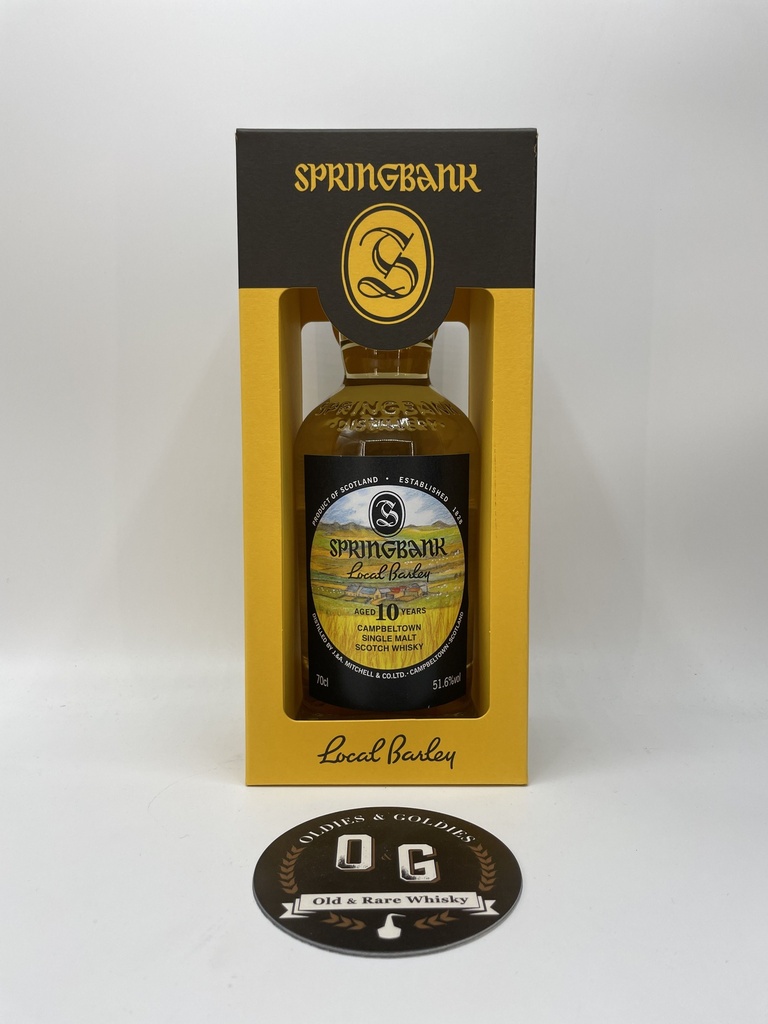 SPRINGBANK
S
SPRINGBANK
DISTILLERY
PRODUCT OF SCOTLAND • ESTABLISHED 1828
S
SPRINGBANK
Local Barley
AGED 10 YEARS
CAMPBELTOWN
SINGLE MALT
SCOTCH WHISKY
DISTILLED BY J.&A. MITCHELL & CO.LTD. · CAMPBELTOWN · SCOTLAND
70cl
51.6%vol
Local Barley
OLDIES & GOLDIES
O & G
Old & Rare Whisky